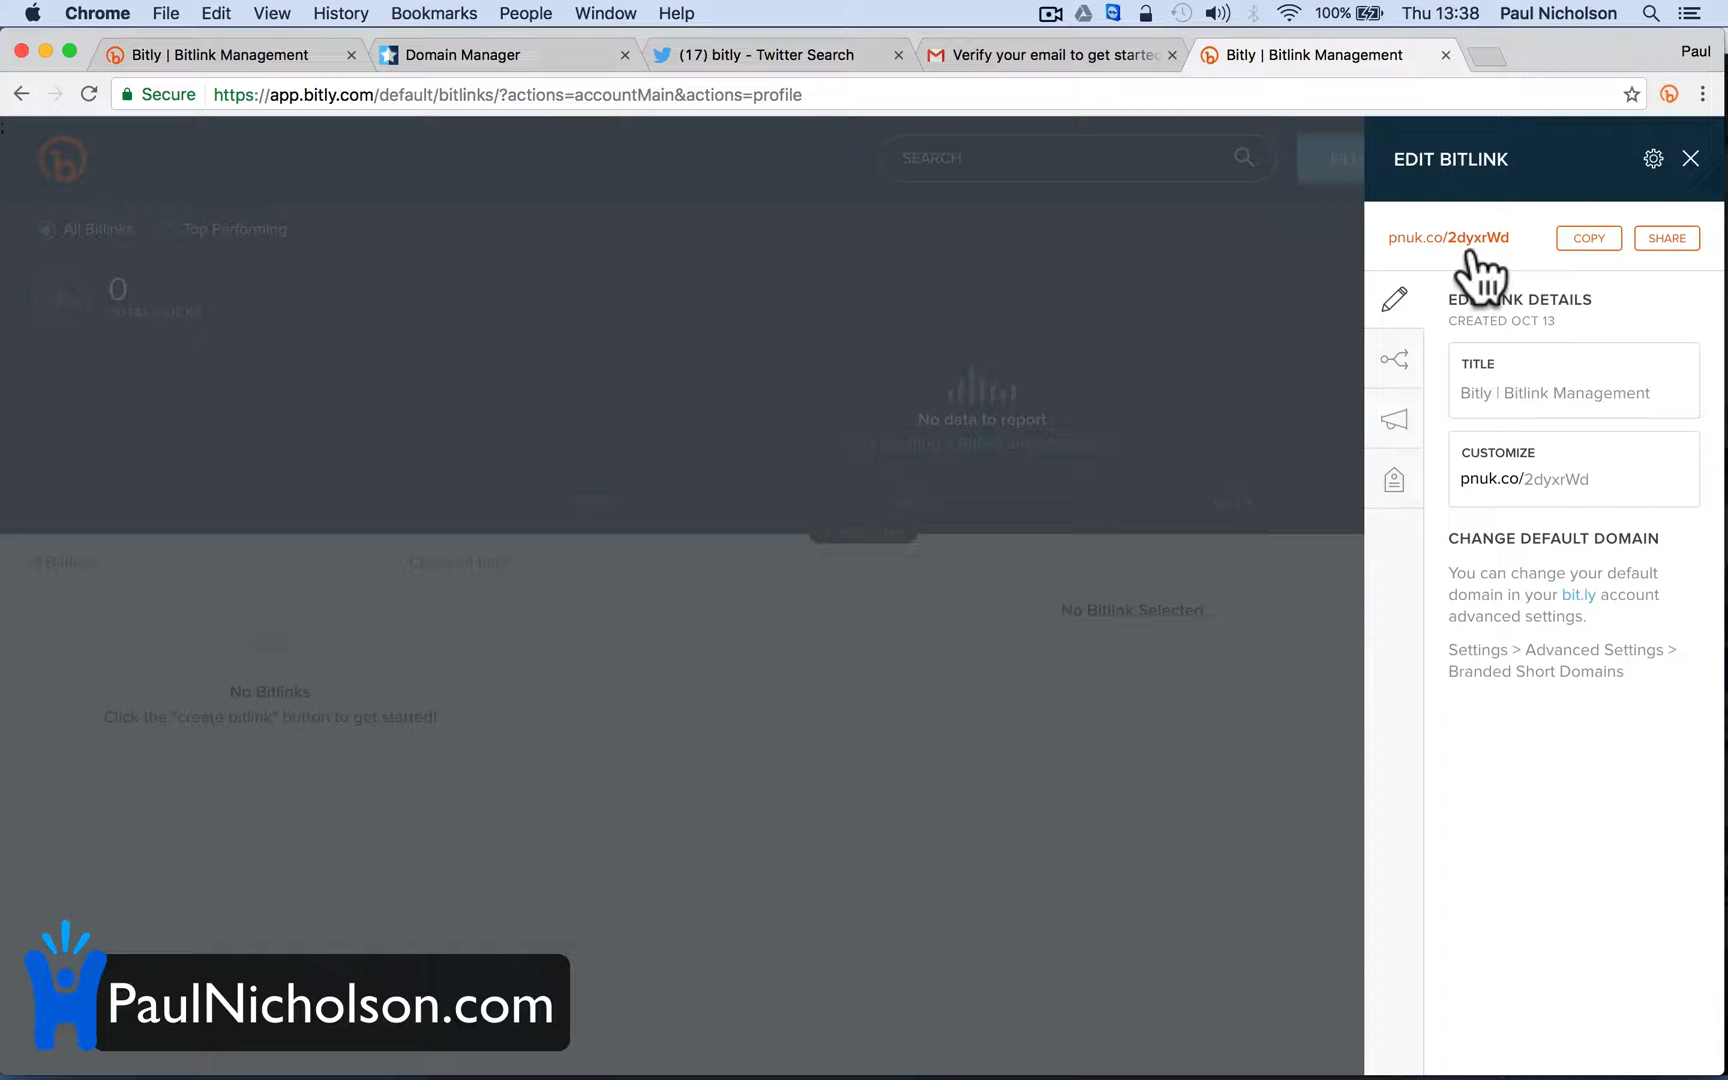 Chrome File Edit View History Bookmarks People Window Help 100% Thu 13:38 Paul Nicholson
Bitly | Bitlink Management Domain Manager (17) bitly - Twitter Search Verify your email to get starte Bitly | Bitlink Management Paul
Secure https://app.bitly.com/default/bitlinks/?actions=accountMain&actions=profile
SEARCH
EDIT BITLINK
All Bitlinks Top Performing
pnuk.co/2dyxrWd COPY SHARE
0
TOTAL CLICKS
LINK DETAILS
CREATED OCT 13
TITLE
Bitly | Bitlink Management
No data to report
CUSTOMIZE
pnuk.co/2dyxrWd
CHANGE DEFAULT DOMAIN
You can change your default
domain in your bit.ly account
advanced settings.
Settings > Advanced Settings >
Branded Short Domains
No Bitlink Selected
No Bitlinks
Click the "create bitlink" button to get started!
PaulNicholson.com